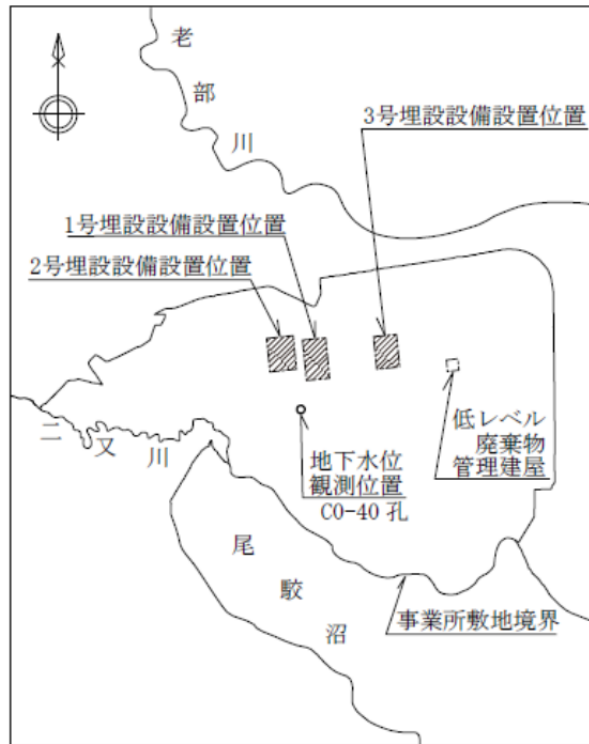 老部川
3号埋設設備設置位置
1号埋設設備設置位置
2号埋設設備設置位置
低レベル
廃棄物
管理建屋
二又川
地下水位
観測位置
CO-40 孔
尾駮沼
事業所敷地境界